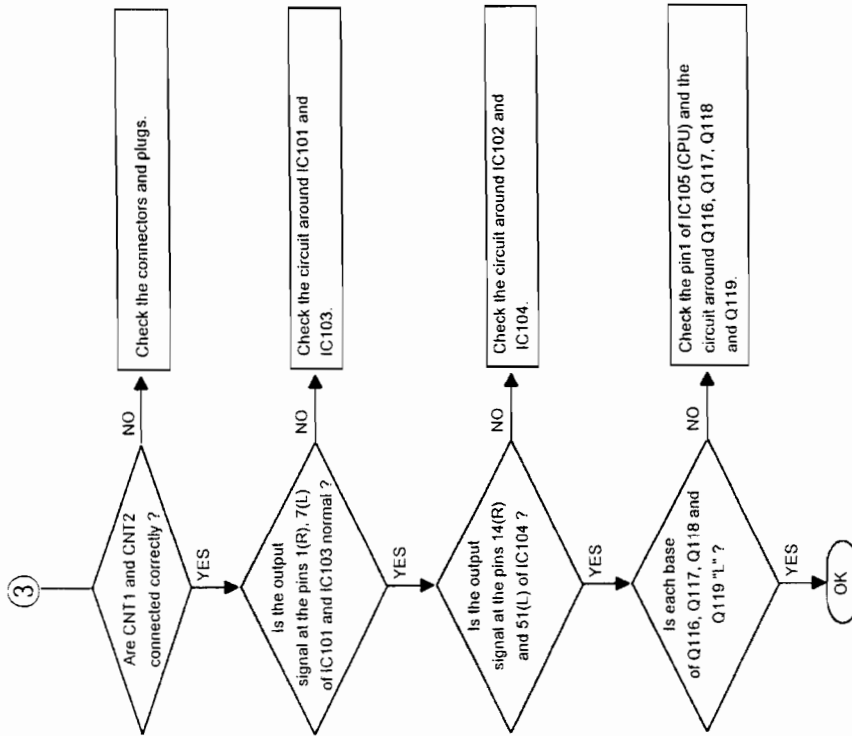 3
Are CNT1 and CNT2
connected correctly ?
NO
Check the connectors and plugs.
YES
Is the output
signal at the pins 1(R), 7(L)
of IC101 and IC103 normal ?
NO
Check the circuit around IC101 and
IC103.
YES
Is the output
signal at the pins 14(R)
and 51(L) of IC104 ?
NO
Check the circuit around IC102 and
IC104.
YES
Is each base
of Q116, Q117, Q118 and
Q119 "L" ?
NO
Check the pin1 of IC105 (CPU) and the
circuit arround Q116, Q117, Q118
and Q119.
YES
OK